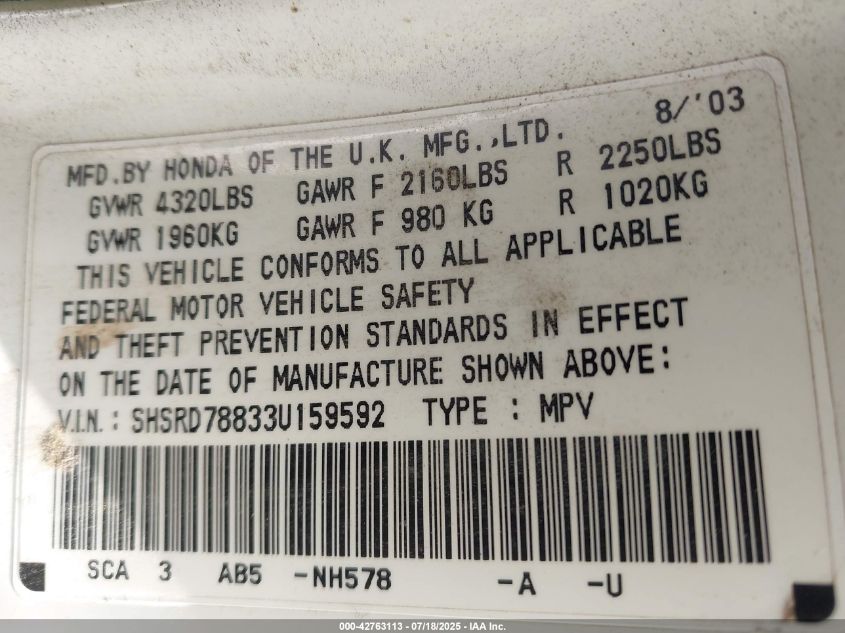 8/'03
MFD.BY HONDA OF THE U.K. MFG.,LTD.
GVWR 4320LBS GAWR F 2160LBS R 2250LBS
GVWR 1960KG GAWR F 980 KG R 1020KG
THIS VEHICLE CONFORMS TO ALL APPLICABLE
FEDERAL MOTOR VEHICLE SAFETY
AND THEFT PREVENTION STANDARDS IN EFFECT
ON THE DATE OF MANUFACTURE SHOWN ABOVE:
V.I.N.: SHSRD78833U159592 TYPE : MPV
SCA 3 AB5 -NH578 -A -U
000-42763113 - 07/18/2025 - IAA Inc.